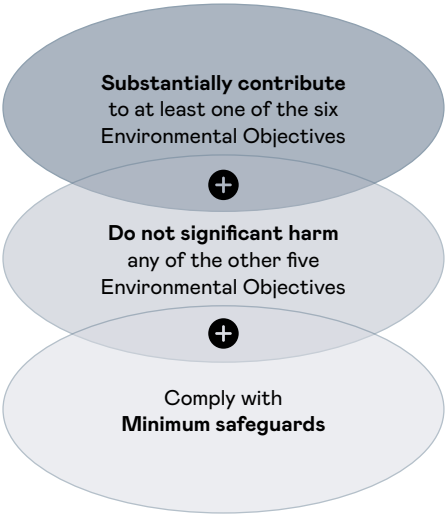 Substantially contribute
to at least one of the six
Environmental Objectives
+
Do not significant harm
any of the other five
Environmental Objectives
+
Comply with
Minimum safeguards